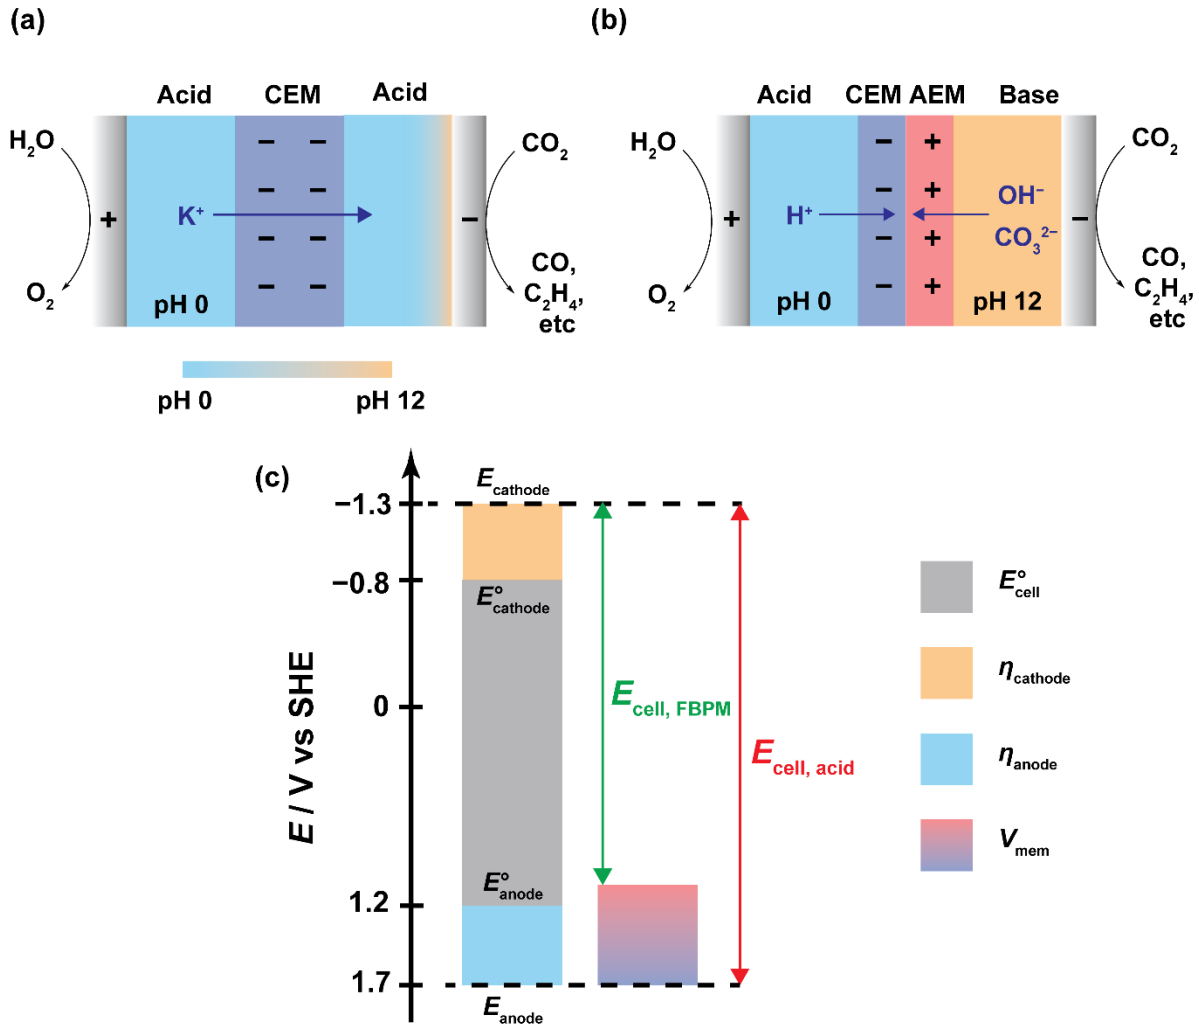 (a)
Acid CEM Acid
H₂O
CO₂
K⁺
+
−
− −
− −
− −
− −
O₂
pH 0
CO,
C₂H₄,
etc
pH 0 pH 12
(b)
Acid CEM AEM Base
H₂O
CO₂
− +
− +
− +
− +
H⁺
OH⁻
CO₃²⁻
+
−
O₂
pH 0
pH 12
CO,
C₂H₄,
etc
(c)
E / V vs SHE
−1.3
−0.8
0
1.2
1.7
Ecathode
E°cathode
E°anode
Eanode
Ecell, FBPM
Ecell, acid
E°cell
ηcathode
ηanode
Vmem